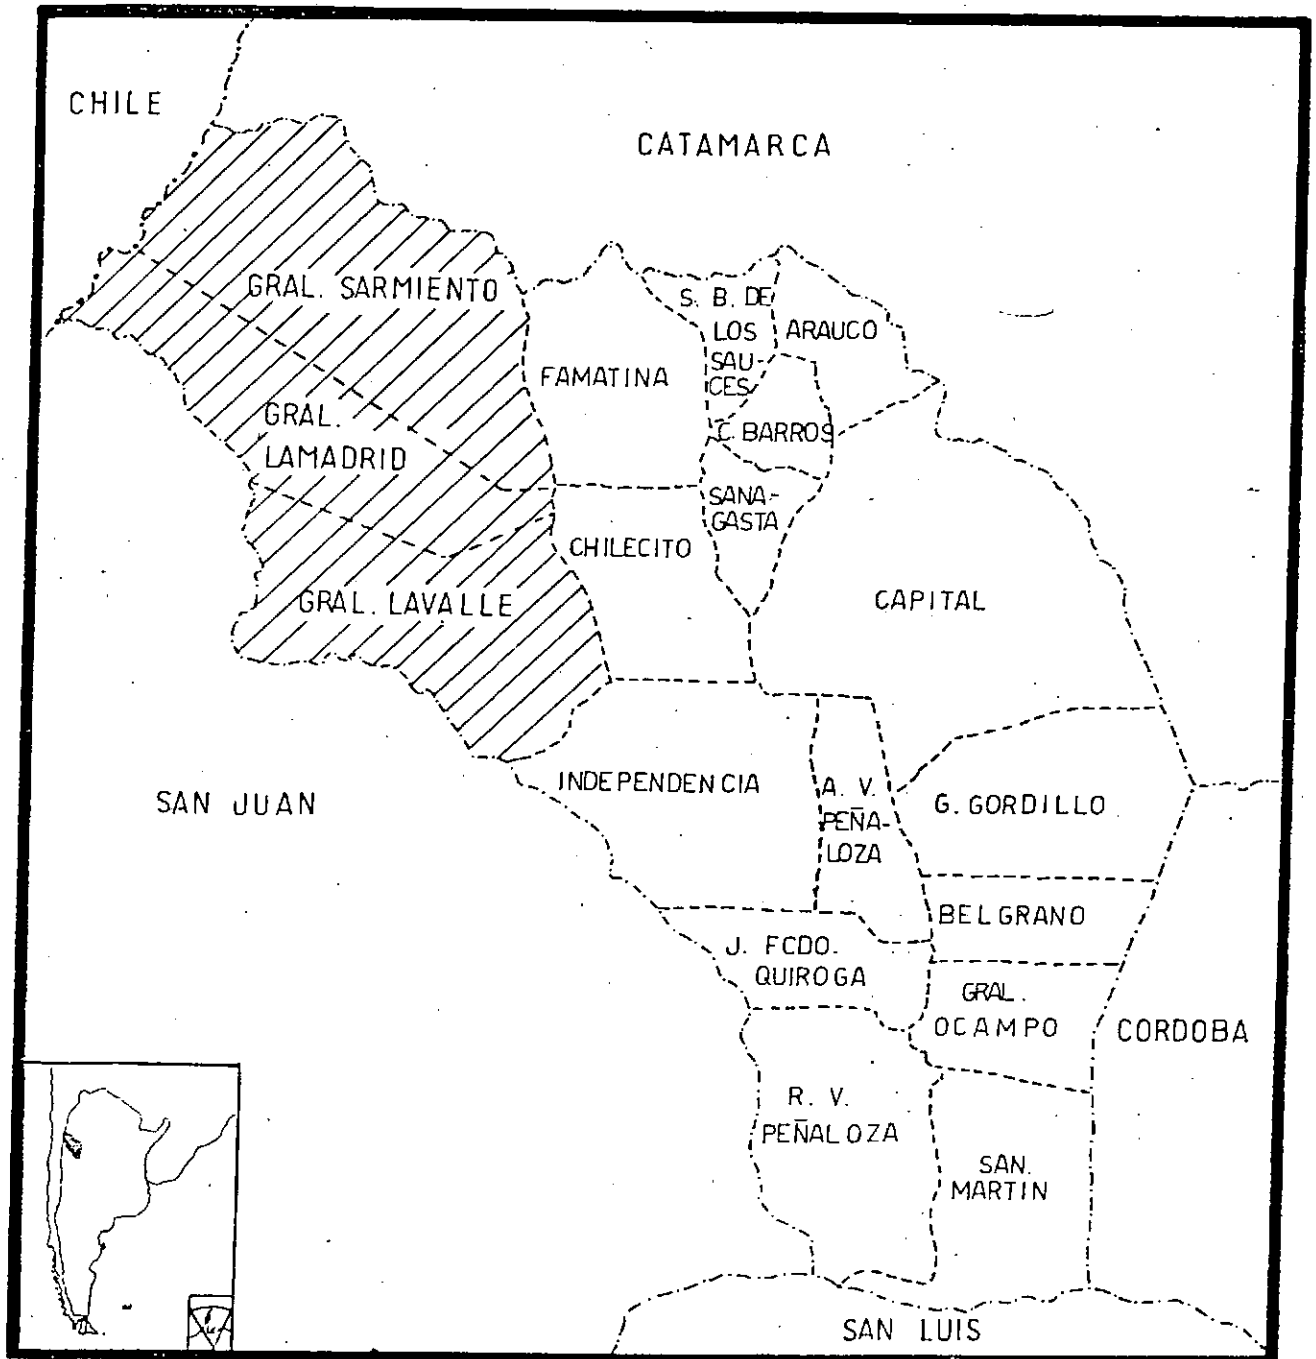 CHILE
CATAMARCA
GRAL. SARMIENTO
S. B. DE
LOS
SAU-
CES
ARAUCO
FAMATINA
GRAL.
LAMADRID
C. BARROS
SANA-
GASTA
CHILECITO
GRAL. LAVALLE
CAPITAL
INDEPENDENCIA
A. V.
PEÑA-
LOZA
G. GORDILLO
SAN JUAN
BELGRANO
J. FCDO.
QUIROGA
GRAL.
OCAMPO
CORDOBA
R. V.
PEÑALOZA
SAN.
MARTIN
SAN LUIS